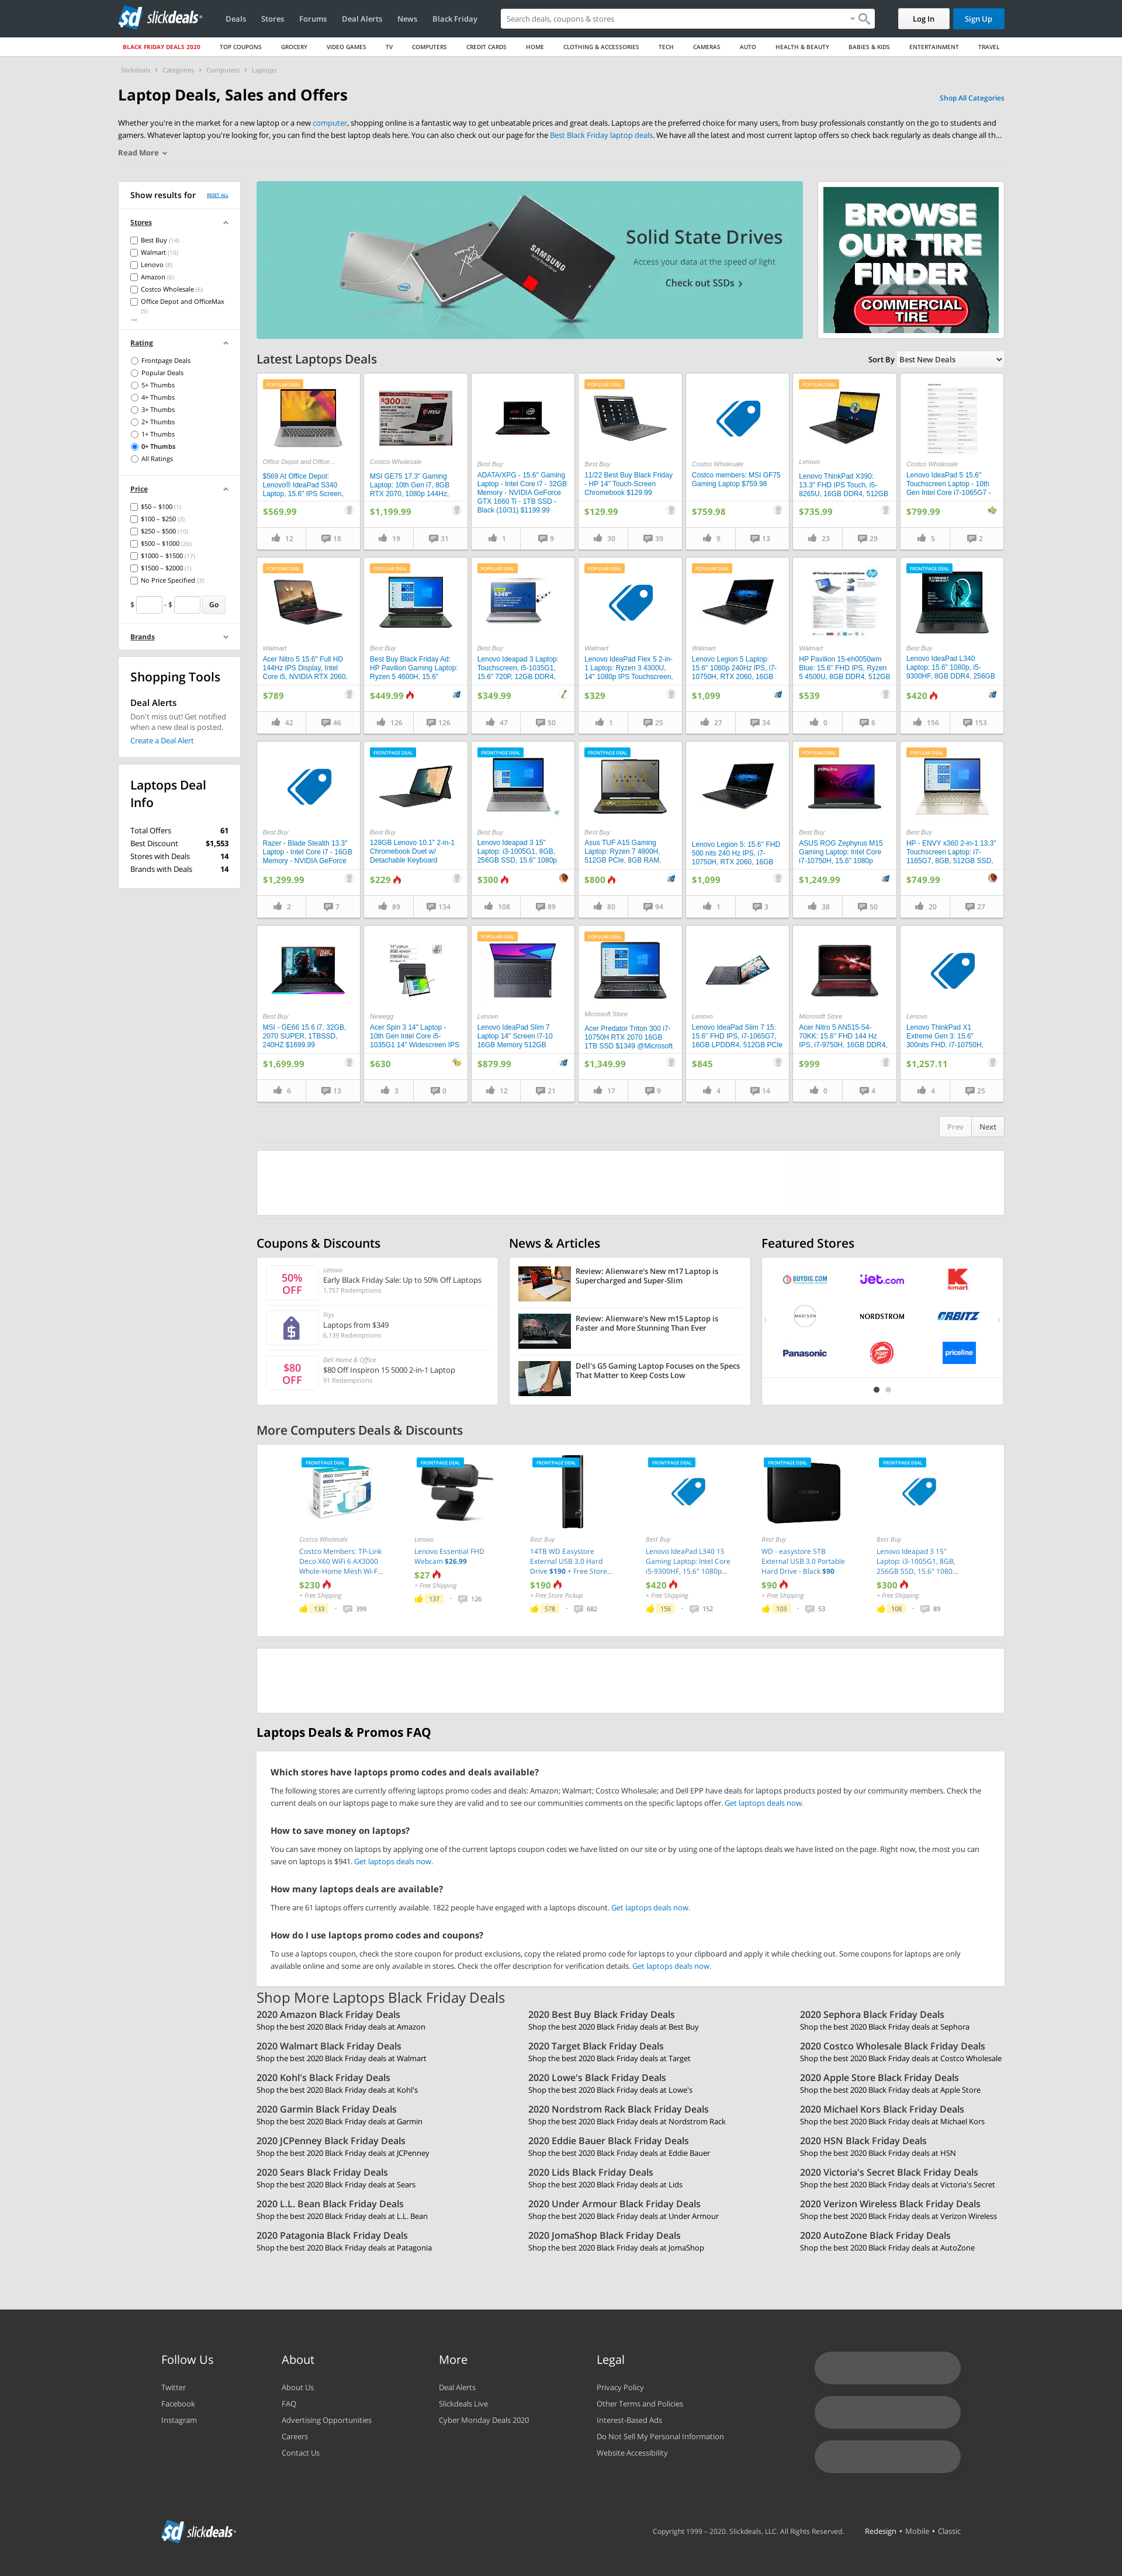 slickdeals
Deals Stores Forums Deal Alerts News Black Friday
Search deals, coupons & stores
Log In
Sign Up
BLACK FRIDAY DEALS 2020 TOP COUPONS GROCERY VIDEO GAMES TV COMPUTERS CREDIT CARDS HOME CLOTHING & ACCESSORIES TECH CAMERAS AUTO HEALTH & BEAUTY BABIES & KIDS ENTERTAINMENT TRAVEL
Slickdeals > Categories > Computers > Laptops
Laptop Deals, Sales and Offers
Shop All Categories
Whether you're in the market for a new laptop or a new computer, shopping online is a fantastic way to get unbeatable prices and great deals. Laptops are the preferred choice for many users, from busy professionals constantly on the go to students and
gamers. Whatever laptop you're looking for, you can find the best laptop deals here. You can also check out our page for the Best Black Friday laptop deals. We have all the latest and most current laptop offers so check back regularly as deals change all th...
Read More
Show results for
RESET ALL
Stores
Best Buy (14)
Walmart (10)
Lenovo (8)
Amazon (6)
Costco Wholesale (6)
Office Depot and OfficeMax
(5)
Rating
Frontpage Deals
Popular Deals
5+ Thumbs
4+ Thumbs
3+ Thumbs
2+ Thumbs
1+ Thumbs
0+ Thumbs
All Ratings
Price
$50 – $100 (1)
$100 – $250 (3)
$250 – $500 (10)
$500 – $1000 (26)
$1000 – $1500 (17)
$1500 – $2000 (1)
No Price Specified (3)
$ - $ Go
Brands
Shopping Tools
Deal Alerts
Don't miss out! Get notified
when a new deal is posted.
Create a Deal Alert
Laptops Deal
Info
Total Offers 61
Best Discount $1,553
Stores with Deals 14
Brands with Deals 14
SAMSUNG
Solid State Drives
Access your data at the speed of light
Check out SSDs >
BROWSE
OUR TIRE
FINDER
COMMERCIAL
TIRE
Latest Laptops Deals
Sort By Best New Deals
POPULAR DEAL
Office Depot and Office...
$569 At Office Depot:
Lenovo® IdeaPad S340
Laptop, 15.6" IPS Screen,
$569.99
12 18
Costco Wholesale
MSI GE75 17.3" Gaming
Laptop: 10th Gen i7, 8GB
RTX 2070, 1080p 144Hz,
$1,199.99
19 31
Best Buy
ADATA/XPG - 15.6" Gaming
Laptop - Intel Core i7 - 32GB
Memory - NVIDIA GeForce
GTX 1660 Ti - 1TB SSD -
Black (10/31) $1199.99
1 9
POPULAR DEAL
Best Buy
11/22 Best Buy Black Friday
- HP 14" Touch-Screen
Chromebook $129.99
$129.99
30 39
Costco Wholesale
Costco members: MSI GF75
Gaming Laptop $759.98
$759.98
9 13
POPULAR DEAL
Lenovo
Lenovo ThinkPad X390:
13.3" FHD IPS Touch, i5-
8265U, 16GB DDR4, 512GB
$735.99
23 29
Costco Wholesale
Lenovo IdeaPad 5 15.6"
Touchscreen Laptop - 10th
Gen Intel Core i7-1065G7 -
$799.99
5 2
POPULAR DEAL
Walmart
Acer Nitro 5 15.6" Full HD
144Hz IPS Display, Intel
Core i5, NVIDIA RTX 2060,
$789
42 46
POPULAR DEAL
Best Buy
Best Buy Black Friday Ad:
HP Pavilion Gaming Laptop:
Ryzen 5 4600H, 15.6"
$449.99
126 126
POPULAR DEAL
Best Buy
Lenovo Ideapad 3 Laptop:
Touchscreen, i5-1035G1,
15.6" 720P, 12GB DDR4,
$349.99
47 50
POPULAR DEAL
Walmart
Lenovo IdeaPad Flex 5 2-in-
1 Laptop: Ryzen 3 4300U,
14" 1080p IPS Touchscreen,
$329
1 25
POPULAR DEAL
Walmart
Lenovo Legion 5 Laptop:
15.6" 1080p 240Hz IPS, i7-
10750H, RTX 2060, 16GB
$1,099
27 34
Walmart
HP Pavilion 15-eh0050wm
Blue: 15.6" FHD IPS, Ryzen
5 4500U, 8GB DDR4, 512GB
$539
0 6
FRONTPAGE DEAL
Best Buy
Lenovo IdeaPad L340
Laptop: 15.6" 1080p, i5-
9300HF, 8GB DDR4, 256GB
$420
156 153
Best Buy
Razer - Blade Stealth 13.3"
Laptop - Intel Core i7 - 16GB
Memory - NVIDIA GeForce
$1,299.99
2 7
FRONTPAGE DEAL
Best Buy
128GB Lenovo 10.1" 2-in-1
Chromebook Duet w/
Detachable Keyboard
$229
89 134
FRONTPAGE DEAL
Best Buy
Lenovo Ideapad 3 15"
Laptop: i3-1005G1, 8GB,
256GB SSD, 15.6" 1080p
$300
108 89
FRONTPAGE DEAL
Best Buy
Asus TUF A15 Gaming
Laptop: Ryzen 7 4800H,
512GB PCIe, 8GB RAM,
$800
80 94
Lenovo Legion 5: 15.6" FHD
500 nits 240 Hz IPS, i7-
10750H, RTX 2060, 16GB
$1,099
1 3
POPULAR DEAL
Best Buy
ASUS ROG Zephyrus M15
Gaming Laptop: Intel Core
i7-10750H, 15.6" 1080p
$1,249.99
38 50
POPULAR DEAL
Best Buy
HP - ENVY x360 2-in-1 13.3"
Touchscreen Laptop: i7-
1165G7, 8GB, 512GB SSD,
$749.99
20 27
Best Buy
MSI - GE66 15.6 i7, 32GB,
2070 SUPER, 1TBSSD,
240HZ $1699.99
$1,699.99
6 13
Newegg
Acer Spin 3 14" Laptop -
10th Gen Intel Core i5-
1035G1 14" Widescreen IPS
$630
3 0
POPULAR DEAL
Lenovo
Lenovo IdeaPad Slim 7
Laptop 14" Screen i7-10
16GB Memory 512GB
$879.99
12 21
POPULAR DEAL
Microsoft Store
Acer Predator Triton 300 i7-
10750H RTX 2070 16GB
1TB SSD $1349 @Microsoft
$1,349.99
17 9
Lenovo
Lenovo IdeaPad Slim 7 15:
15.6" FHD IPS, i7-1065G7,
16GB LPDDR4, 512GB PCIe
$845
4 14
Microsoft Store
Acer Nitro 5 AN515-54-
70KK: 15.6" FHD 144 Hz
IPS, i7-9750H, 16GB DDR4,
$999
0 4
Lenovo
Lenovo ThinkPad X1
Extreme Gen 3: 15.6"
300nits FHD, i7-10750H,
$1,257.11
4 25
Prev Next
Coupons & Discounts
50%
OFF
Lenovo
Early Black Friday Sale: Up to 50% Off Laptops
1,757 Redemptions
Frys
Laptops from $349
6,139 Redemptions
$80
OFF
Dell Home & Office
$80 Off Inspiron 15 5000 2-in-1 Laptop
91 Redemptions
News & Articles
Review: Alienware's New m17 Laptop is
Supercharged and Super-Slim
Review: Alienware's New m15 Laptop is
Faster and More Stunning Than Ever
Dell's G5 Gaming Laptop Focuses on the Specs
That Matter to Keep Costs Low
Featured Stores
BUYDIG.COM
jet.com
kmart
MADISON
NORDSTROM
ORBITZ
Panasonic
priceline
More Computers Deals & Discounts
FRONTPAGE DEAL
Costco Wholesale
Costco Members: TP-Link
Deco X60 WiFi 6 AX3000
Whole-Home Mesh Wi-F...
$230
+ Free Shipping
133 · 399
FRONTPAGE DEAL
Lenovo
Lenovo Essential FHD
Webcam $26.99
$27
+ Free Shipping
137 · 126
FRONTPAGE DEAL
Best Buy
14TB WD Easystore
External USB 3.0 Hard
Drive $190 + Free Store...
$190
+ Free Store Pickup
578 · 682
FRONTPAGE DEAL
Best Buy
Lenovo IdeaPad L340 15
Gaming Laptop: Intel Core
i5-9300HF, 15.6" 1080p...
$420
+ Free Shipping
156 · 152
FRONTPAGE DEAL
Best Buy
WD - easystore 5TB
External USB 3.0 Portable
Hard Drive - Black $90
$90
+ Free Shipping
103 · 53
FRONTPAGE DEAL
Best Buy
Lenovo Ideapad 3 15"
Laptop: i3-1005G1, 8GB,
256GB SSD, 15.6" 1080...
$300
+ Free Shipping
108 · 89
Laptops Deals & Promos FAQ
Which stores have laptops promo codes and deals available?
The following stores are currently offering laptops promo codes and deals: Amazon; Walmart; Costco Wholesale; and Dell EPP have deals for laptops products posted by our community members. Check the
current deals on our laptops page to make sure they are valid and to see our communities comments on the specific laptops offer. Get laptops deals now.
How to save money on laptops?
You can save money on laptops by applying one of the current laptops coupon codes we have listed on our site or by using one of the laptops deals we have listed on the page. Right now, the most you can
save on laptops is $941. Get laptops deals now.
How many laptops deals are available?
There are 61 laptops offers currently available. 1822 people have engaged with a laptops discount. Get laptops deals now.
How do I use laptops promo codes and coupons?
To use a laptops coupon, check the store coupon for product exclusions, copy the related promo code for laptops to your clipboard and apply it while checking out. Some coupons for laptops are only
available online and some are only available in stores. Check the offer description for verification details. Get laptops deals now.
Shop More Laptops Black Friday Deals
2020 Amazon Black Friday Deals
Shop the best 2020 Black Friday deals at Amazon
2020 Best Buy Black Friday Deals
Shop the best 2020 Black Friday deals at Best Buy
2020 Sephora Black Friday Deals
Shop the best 2020 Black Friday deals at Sephora
2020 Walmart Black Friday Deals
Shop the best 2020 Black Friday deals at Walmart
2020 Target Black Friday Deals
Shop the best 2020 Black Friday deals at Target
2020 Costco Wholesale Black Friday Deals
Shop the best 2020 Black Friday deals at Costco Wholesale
2020 Kohl's Black Friday Deals
Shop the best 2020 Black Friday deals at Kohl's
2020 Lowe's Black Friday Deals
Shop the best 2020 Black Friday deals at Lowe's
2020 Apple Store Black Friday Deals
Shop the best 2020 Black Friday deals at Apple Store
2020 Garmin Black Friday Deals
Shop the best 2020 Black Friday deals at Garmin
2020 Nordstrom Rack Black Friday Deals
Shop the best 2020 Black Friday deals at Nordstrom Rack
2020 Michael Kors Black Friday Deals
Shop the best 2020 Black Friday deals at Michael Kors
2020 JCPenney Black Friday Deals
Shop the best 2020 Black Friday deals at JCPenney
2020 Eddie Bauer Black Friday Deals
Shop the best 2020 Black Friday deals at Eddie Bauer
2020 HSN Black Friday Deals
Shop the best 2020 Black Friday deals at HSN
2020 Sears Black Friday Deals
Shop the best 2020 Black Friday deals at Sears
2020 Lids Black Friday Deals
Shop the best 2020 Black Friday deals at Lids
2020 Victoria's Secret Black Friday Deals
Shop the best 2020 Black Friday deals at Victoria's Secret
2020 L.L. Bean Black Friday Deals
Shop the best 2020 Black Friday deals at L.L. Bean
2020 Under Armour Black Friday Deals
Shop the best 2020 Black Friday deals at Under Armour
2020 Verizon Wireless Black Friday Deals
Shop the best 2020 Black Friday deals at Verizon Wireless
2020 Patagonia Black Friday Deals
Shop the best 2020 Black Friday deals at Patagonia
2020 JomaShop Black Friday Deals
Shop the best 2020 Black Friday deals at JomaShop
2020 AutoZone Black Friday Deals
Shop the best 2020 Black Friday deals at AutoZone
Follow Us
Twitter
Facebook
Instagram
About
About Us
FAQ
Advertising Opportunities
Careers
Contact Us
More
Deal Alerts
Slickdeals Live
Cyber Monday Deals 2020
Legal
Privacy Policy
Other Terms and Policies
Interest-Based Ads
Do Not Sell My Personal Information
Website Accessibility
slickdeals
Copyright 1999 – 2020. Slickdeals, LLC. All Rights Reserved.
Redesign • Mobile • Classic